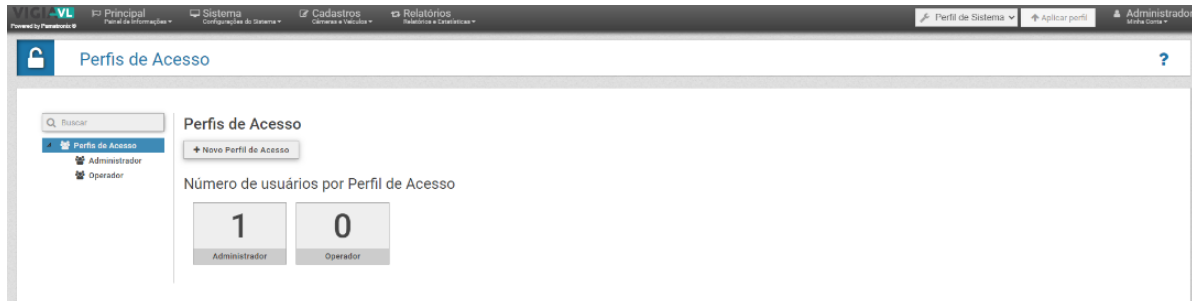 VIGIA-VL
Powered by Pumatronix ©
Principal
Painel de Informações
Sistema
Configurações do Sistema
Cadastros
Câmeras e Veículos
Relatórios
Relatórios e Estatísticas
Perfil de Sistema
Aplicar perfil
Administrador
Minha Conta
Perfis de Acesso
?
Buscar
Perfis de Acesso
Administrador
Operador
Perfis de Acesso
+ Novo Perfil de Acesso
Número de usuários por Perfil de Acesso
1
Administrador
0
Operador